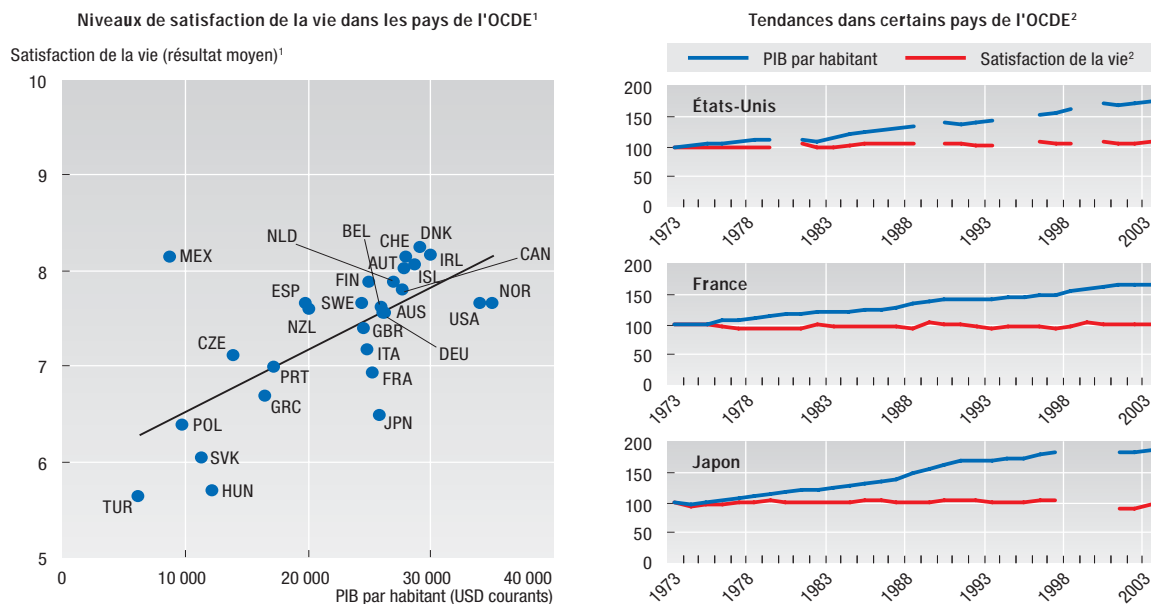 Niveaux de satisfaction de la vie dans les pays de l'OCDE¹
Satisfaction de la vie (résultat moyen)¹
10
9
8
7
6
5
MEX
NLD
BEL
CHE
DNK
CAN
AUT
IRL
ISL
FIN
ESP
SWE
AUS
NOR
USA
NZL
GBR
DEU
CZE
ITA
PRT
FRA
GRC
JPN
POL
SVK
HUN
TUR
0
10 000
20 000
30 000
40 000
PIB par habitant (USD courants)
Tendances dans certains pays de l'OCDE²
PIB par habitant
Satisfaction de la vie²
États-Unis
200
150
100
50
0
1973
1978
1983
1988
1993
1998
2003
France
200
150
100
50
0
1973
1978
1983
1988
1993
1998
2003
Japon
200
150
100
50
0
1973
1978
1983
1988
1993
1998
2003